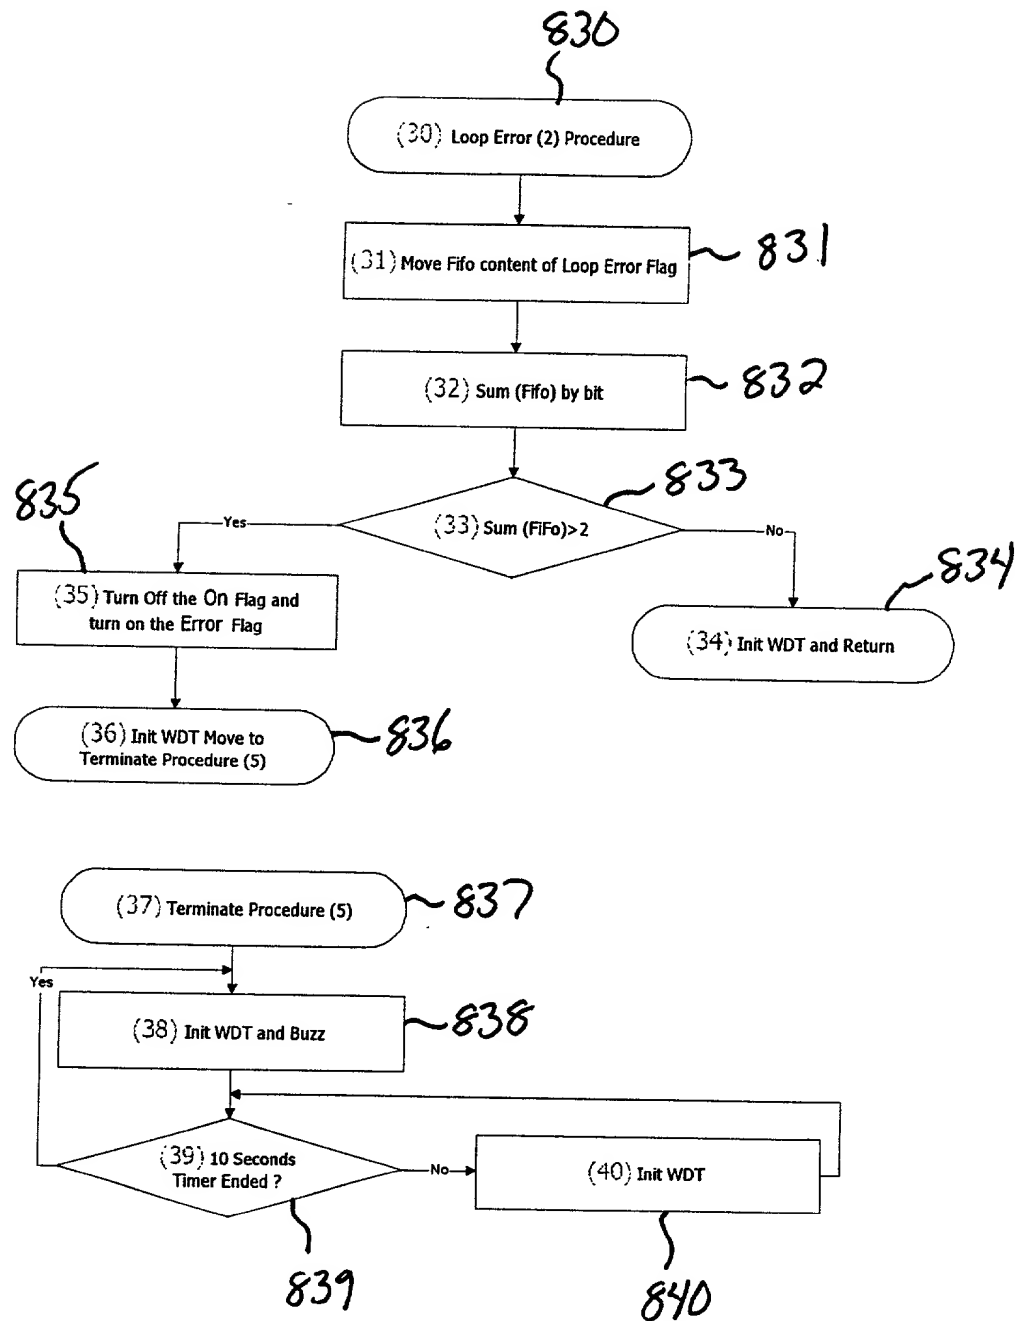 830
(30) Loop Error (2) Procedure
(31) Move Fifo content of Loop Error Flag
831
(32) Sum (Fifo) by bit
832
833
835
(33) Sum (FiFo)>2
Yes
No
834
(35) Turn Off the On Flag and
turn on the Error Flag
(34) Init WDT and Return
(36) Init WDT Move to
Terminate Procedure (5)
836
(37) Terminate Procedure (5)
837
Yes
(38) Init WDT and Buzz
838
(39) 10 Seconds
Timer Ended ?
No
(40) Init WDT
839
840